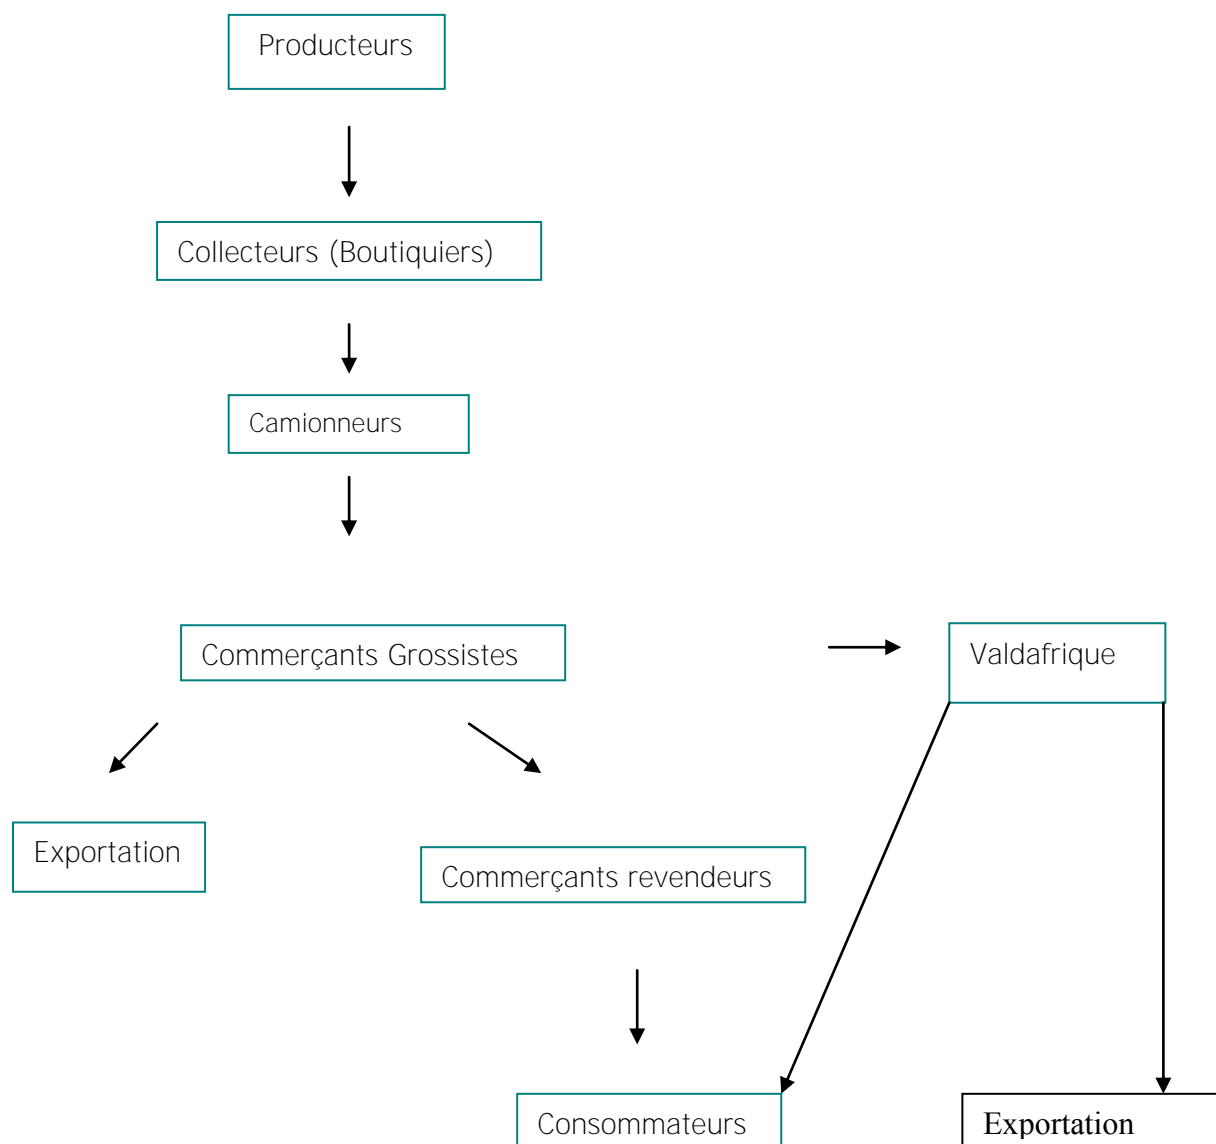 Producteurs
Collecteurs (Boutiquiers)
Camionneurs
Commerçants Grossistes
Valdafrique
Exportation
Commerçants revendeurs
Consommateurs
Exportation